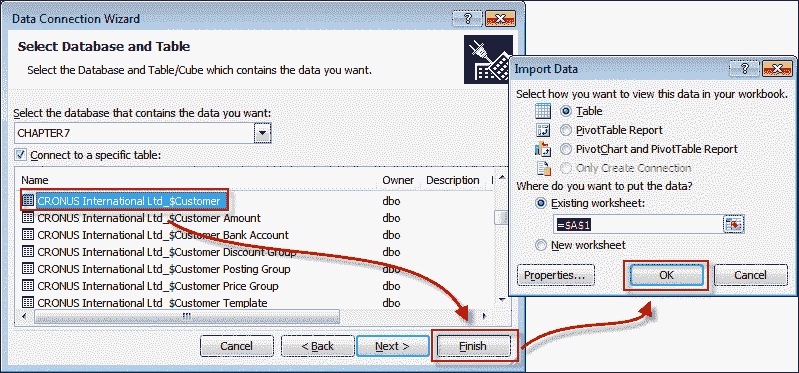 Data Connection Wizard
Select Database and Table
Select the Database and Table/Cube which contains the data you want.
Select the database that contains the data you want:
CHAPTER7
Connect to a specific table:
Name Owner Description
CRONUS International Ltd_$Customer dbo
CRONUS International Ltd_$Customer Amount dbo
CRONUS International Ltd_$Customer Bank Account dbo
CRONUS International Ltd_$Customer Discount Group dbo
CRONUS International Ltd_$Customer Posting Group dbo
CRONUS International Ltd_$Customer Price Group dbo
CRONUS International Ltd_$Customer Template dbo
Cancel < Back Next > Finish
Import Data
Select how you want to view this data in your workbook.
Table
PivotTable Report
PivotChart and PivotTable Report
Only Create Connection
Where do you want to put the data?
Existing worksheet:
=$A$1
New worksheet
Properties... OK Cancel